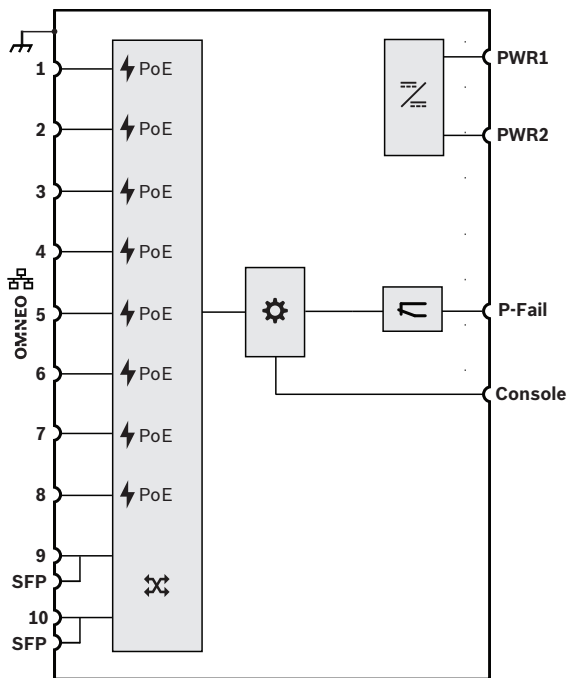 1 PoE
2 PoE
3 PoE
4 PoE
5 PoE
6 PoE
7 PoE
8 PoE
9
SFP
10
SFP
OMNEO
PWR1
PWR2
P-Fail
Console